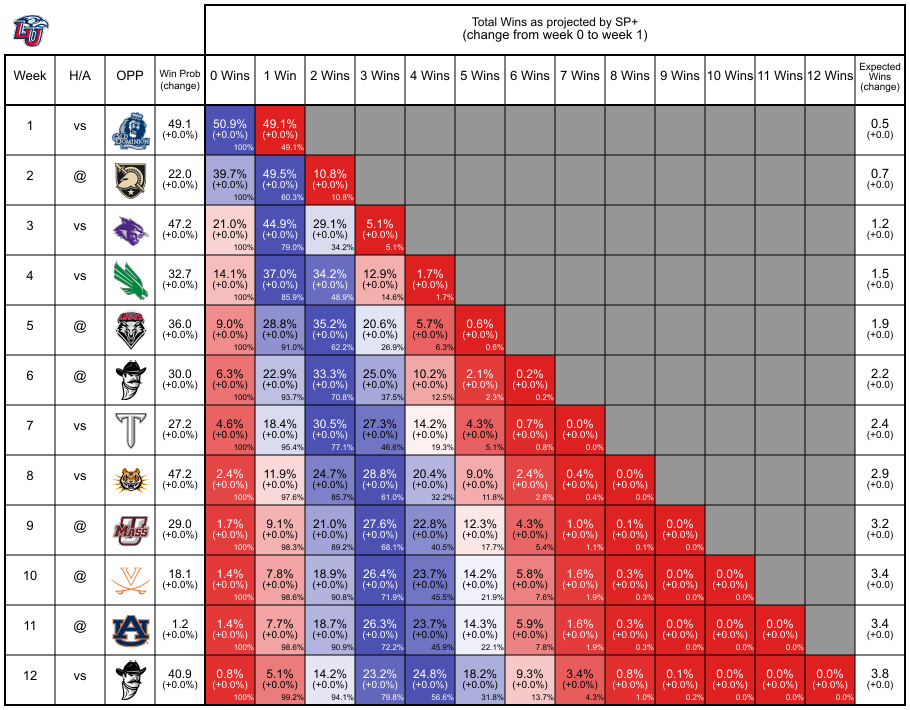 LU
Total Wins as projected by SP+
(change from week 0 to week 1)
Week H/A OPP Win Prob (change) 0 Wins 1 Win 2 Wins 3 Wins 4 Wins 5 Wins 6 Wins 7 Wins 8 Wins 9 Wins 10 Wins 11 Wins 12 Wins Expected Wins (change)
1 vs OLD DOMINION 49.1 50.9% 49.1% 0.5
(+0.0%) (+0.0%) (+0.0%) (+0.0)
100% 49.1%
2 @ 22.0 39.7% 49.5% 10.8% 0.7
(+0.0%) (+0.0%) (+0.0%) (+0.0%) (+0.0)
100% 60.3% 10.8%
3 vs 47.2 21.0% 44.9% 29.1% 5.1% 1.2
(+0.0%) (+0.0%) (+0.0%) (+0.0%) (+0.0%) (+0.0)
100% 79.0% 34.2% 5.1%
4 vs 32.7 14.1% 37.0% 34.2% 12.9% 1.7% 1.5
(+0.0%) (+0.0%) (+0.0%) (+0.0%) (+0.0%) (+0.0%) (+0.0)
100% 85.9% 48.9% 14.6% 1.7%
5 @ 36.0 9.0% 28.8% 35.2% 20.6% 5.7% 0.6% 1.9
(+0.0%) (+0.0%) (+0.0%) (+0.0%) (+0.0%) (+0.0%) (+0.0%) (+0.0)
100% 91.0% 62.2% 26.9% 6.3% 0.6%
6 @ 30.0 6.3% 22.9% 33.3% 25.0% 10.2% 2.1% 0.2% 2.2
(+0.0%) (+0.0%) (+0.0%) (+0.0%) (+0.0%) (+0.0%) (+0.0%) (+0.0%) (+0.0)
100% 93.7% 70.8% 37.5% 12.5% 2.3% 0.2%
7 vs T 27.2 4.6% 18.4% 30.5% 27.3% 14.2% 4.3% 0.7% 0.0% 2.4
(+0.0%) (+0.0%) (+0.0%) (+0.0%) (+0.0%) (+0.0%) (+0.0%) (+0.0%) (+0.0%) (+0.0)
100% 95.4% 77.1% 46.6% 19.3% 5.1% 0.8% 0.0%
8 vs 47.2 2.4% 11.9% 24.7% 28.8% 20.4% 9.0% 2.4% 0.4% 0.0% 2.9
(+0.0%) (+0.0%) (+0.0%) (+0.0%) (+0.0%) (+0.0%) (+0.0%) (+0.0%) (+0.0%) (+0.0%) (+0.0)
100% 97.6% 85.7% 61.0% 32.2% 11.8% 2.8% 0.4% 0.0%
9 @ U MASS 29.0 1.7% 9.1% 21.0% 27.6% 22.8% 12.3% 4.3% 1.0% 0.1% 0.0% 3.2
(+0.0%) (+0.0%) (+0.0%) (+0.0%) (+0.0%) (+0.0%) (+0.0%) (+0.0%) (+0.0%) (+0.0%) (+0.0%) (+0.0)
100% 98.3% 89.2% 68.1% 40.5% 17.7% 5.4% 1.1% 0.1% 0.0%
10 @ V 18.1 1.4% 7.8% 18.9% 26.4% 23.7% 14.2% 5.8% 1.6% 0.3% 0.0% 0.0% 3.4
(+0.0%) (+0.0%) (+0.0%) (+0.0%) (+0.0%) (+0.0%) (+0.0%) (+0.0%) (+0.0%) (+0.0%) (+0.0%) (+0.0%) (+0.0)
100% 98.6% 90.8% 71.9% 45.5% 21.9% 7.6% 1.9% 0.3% 0.0% 0.0%
11 @ AU 1.2 1.4% 7.7% 18.7% 26.3% 23.7% 14.3% 5.9% 1.6% 0.3% 0.0% 0.0% 0.0% 3.4
(+0.0%) (+0.0%) (+0.0%) (+0.0%) (+0.0%) (+0.0%) (+0.0%) (+0.0%) (+0.0%) (+0.0%) (+0.0%) (+0.0%) (+0.0%) (+0.0)
100% 98.6% 90.9% 72.2% 45.9% 22.1% 7.8% 1.9% 0.3% 0.0% 0.0% 0.0%
12 vs 40.9 0.8% 5.1% 14.2% 23.2% 24.8% 18.2% 9.3% 3.4% 0.8% 0.1% 0.0% 0.0% 0.0% 3.8
(+0.0%) (+0.0%) (+0.0%) (+0.0%) (+0.0%) (+0.0%) (+0.0%) (+0.0%) (+0.0%) (+0.0%) (+0.0%) (+0.0%) (+0.0%) (+0.0%) (+0.0)
100% 99.2% 94.1% 79.8% 56.6% 31.8% 13.7% 4.3% 1.0% 0.2% 0.0% 0.0% 0.0%